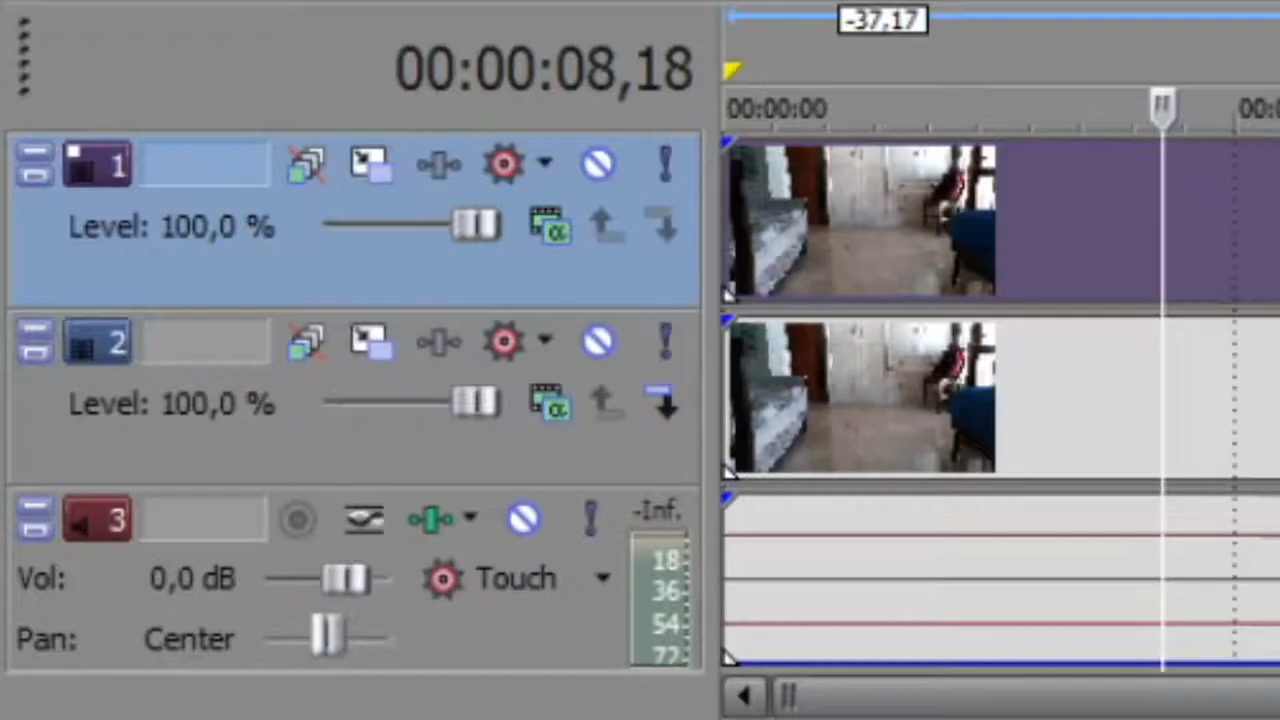 -37,17
00:00:08,18
00:00:00
1
Level: 100,0 %
2
Level: 100,0 %
3
-Inf.
18
36
54
72
Vol: 0,0 dB
Touch
Pan: Center